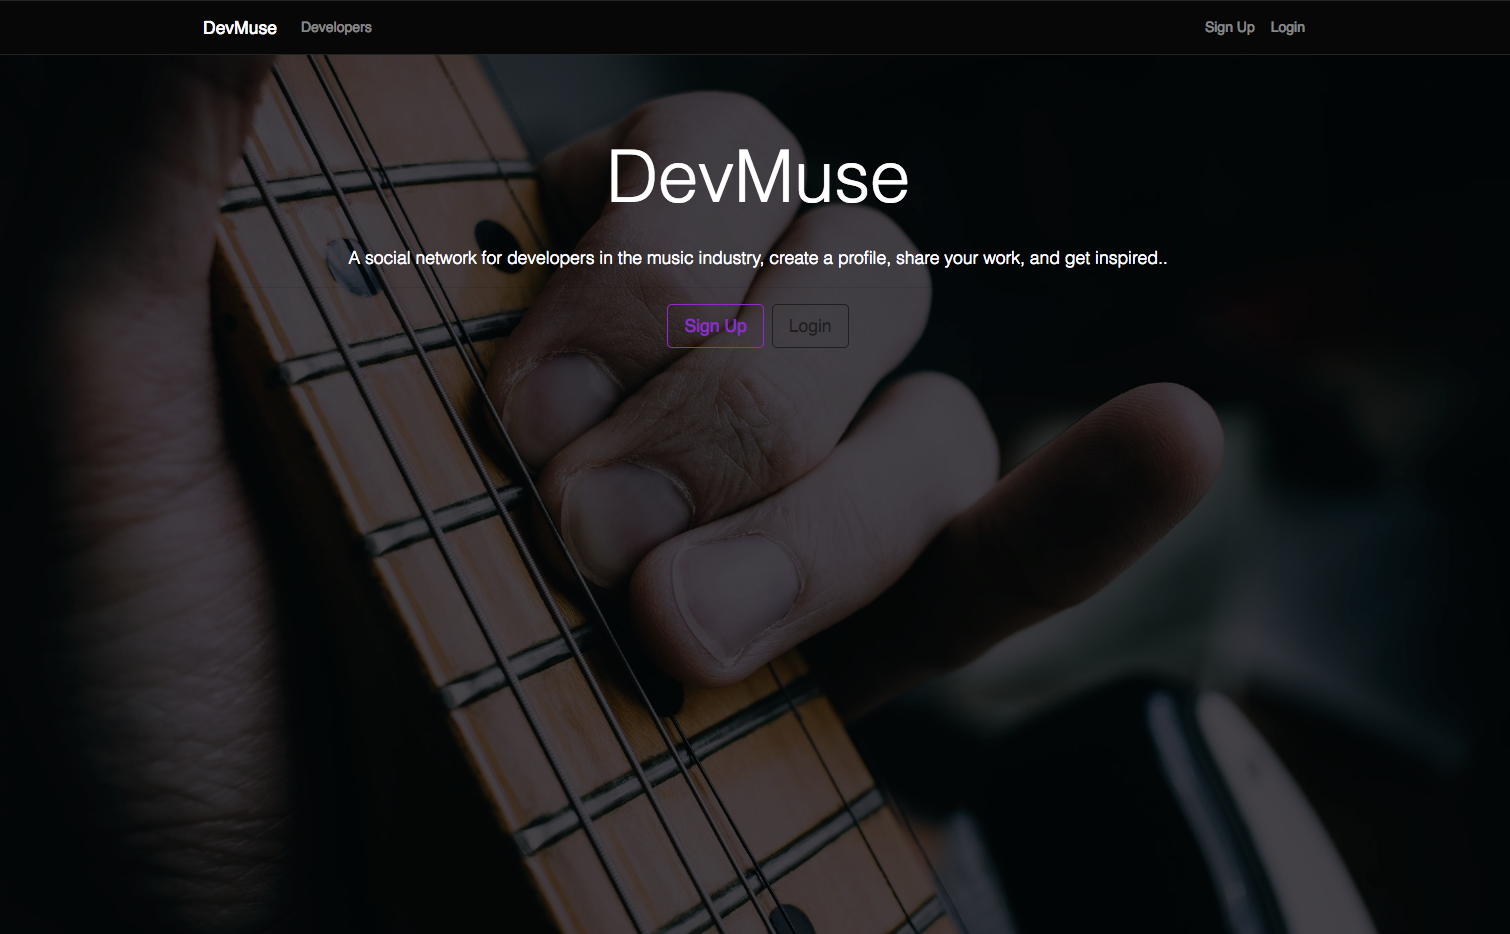 DevMuse Developers Sign Up Login
DevMuse
A social network for developers in the music industry, create a profile, share your work, and get inspired..
Sign Up Login